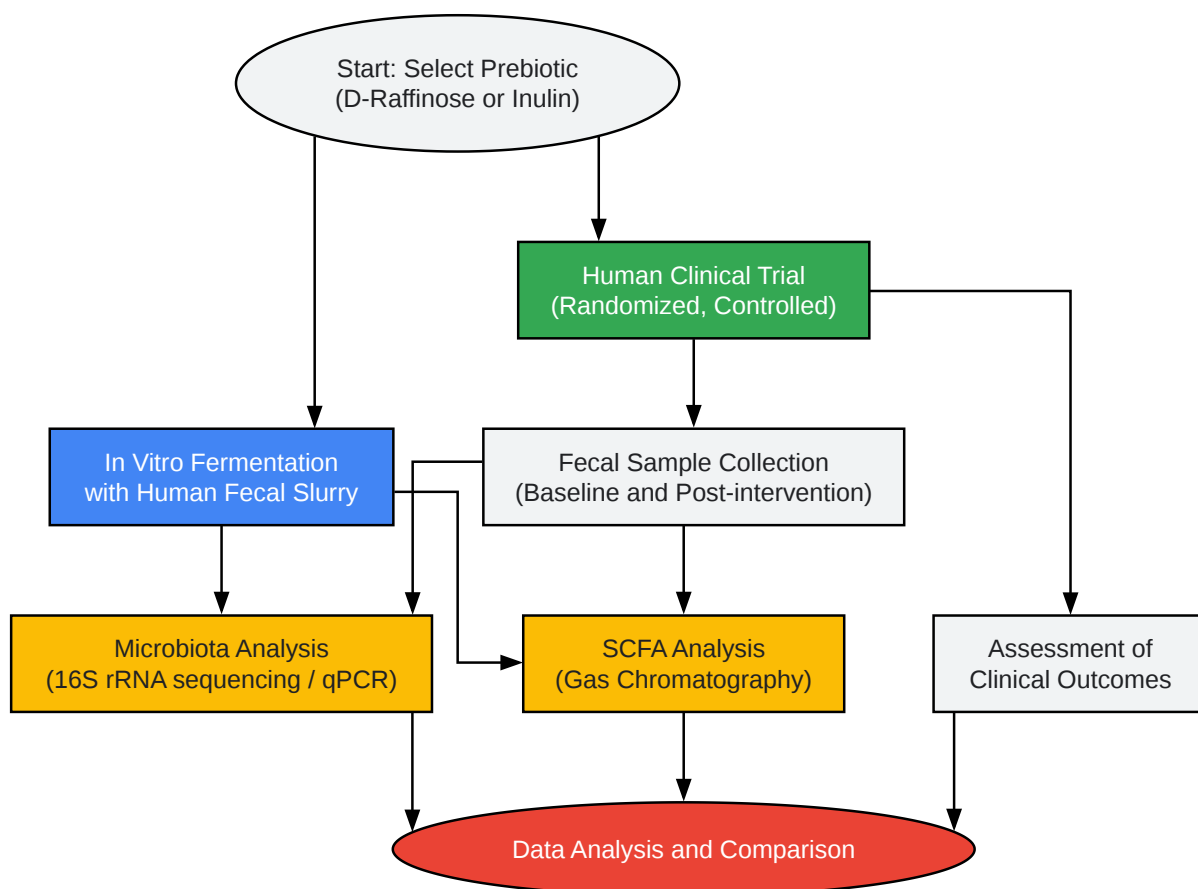 Start: Select Prebiotic
(D-Raffinose or Inulin)
Human Clinical Trial
(Randomized, Controlled)
In Vitro Fermentation
with Human Fecal Slurry
Fecal Sample Collection
(Baseline and Post-intervention)
Microbiota Analysis
(16S rRNA sequencing / qPCR)
SCFA Analysis
(Gas Chromatography)
Assessment of
Clinical Outcomes
Data Analysis and Comparison